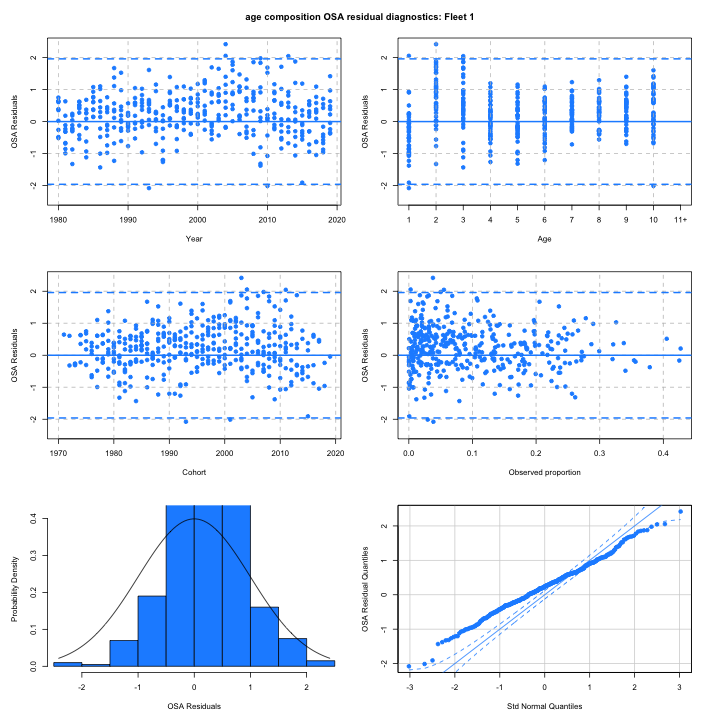 age composition OSA residual diagnostics: Fleet 1
OSA Residuals
-2 -1 0 1 2
1980 1990 2000 2010 2020
Year
OSA Residuals
-2 -1 0 1 2
1 2 3 4 5 6 7 8 9 10 11+
Age
OSA Residuals
-2 -1 0 1 2
1970 1980 1990 2000 2010 2020
Cohort
OSA Residuals
-2 -1 0 1 2
0.0 0.1 0.2 0.3 0.4
Observed proportion
Probability Density
0.0 0.1 0.2 0.3 0.4
-2 -1 0 1 2
OSA Residuals
OSA Residual Quantiles
-2 -1 0 1 2
-3 -2 -1 0 1 2 3
Std Normal Quantiles